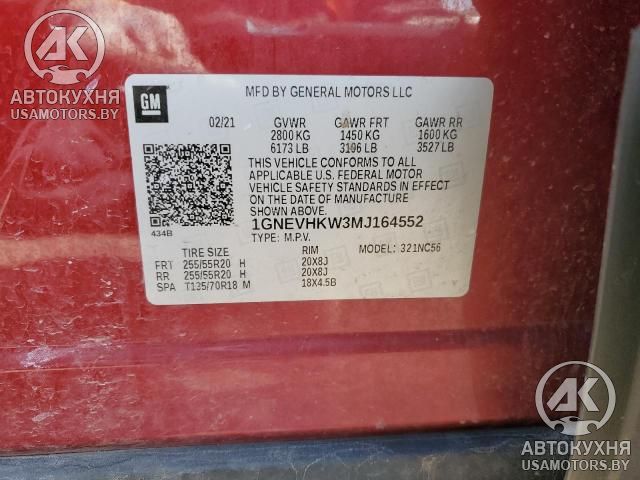 АК
АВТОКУХНЯ
USAMOTORS.BY
GM
MFD BY GENERAL MOTORS LLC
02/21 GVWR GAWR FRT GAWR RR
2800 KG 1450 KG 1600 KG
6173 LB 3196 LB 3527 LB
THIS VEHICLE CONFORMS TO ALL
APPLICABLE U.S. FEDERAL MOTOR
VEHICLE SAFETY STANDARDS IN EFFECT
ON THE DATE OF MANUFACTURE
SHOWN ABOVE.
1GNEVHKW3MJ164552
434B
TYPE: M.P.V.
TIRE SIZE RIM MODEL: 321NC56
FRT 255/55R20 H 20X8J
RR 255/55R20 H 20X8J
SPA T135/70R18 M 18X4.5B
АК
АВТОКУХНЯ
USAMOTORS.BY